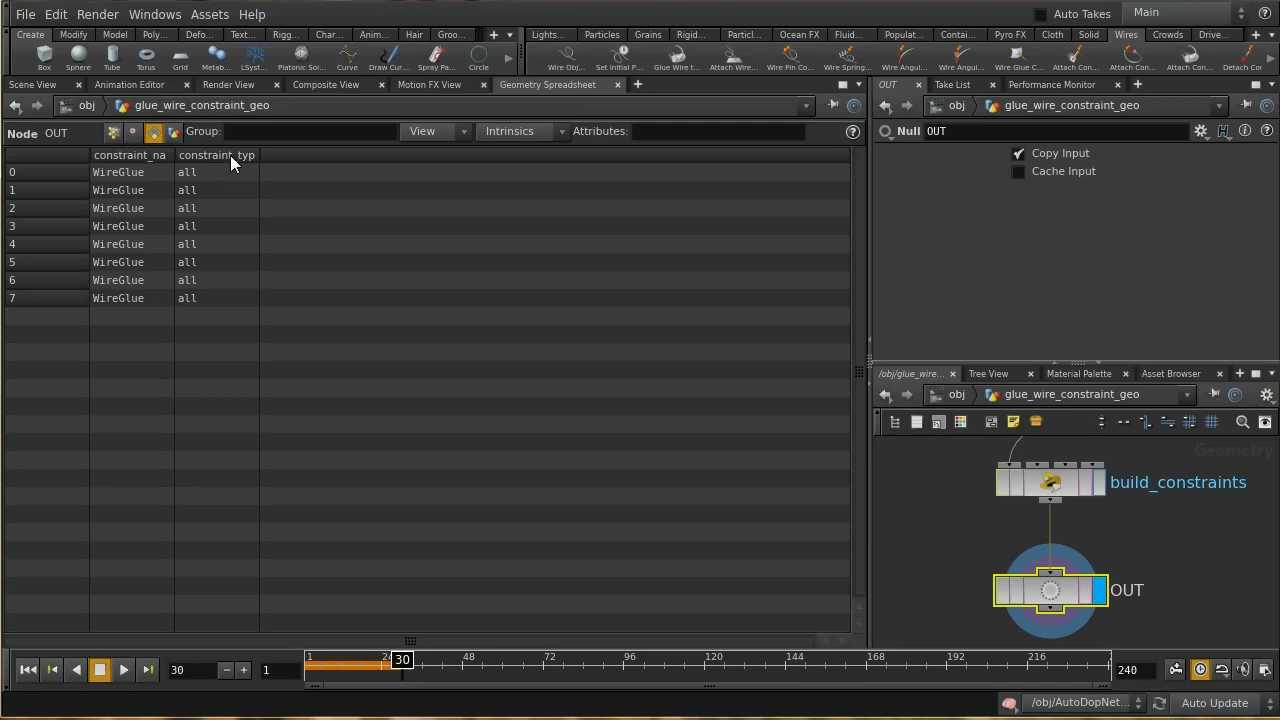 File Edit Render Windows Assets Help Auto Takes Main
Create Modify Model Poly... Defo... Text... Rigg... Char... Anim... Hair Groo... Lights... Particles Grains Rigid... Particl... Ocean FX Fluid... Populat... Contai... Pyro FX Cloth Solid Wires Crowds Drive...
Box Sphere Tube Torus Grid LSyst... Metab... Platonic Sol... Curve Draw Cur... Spray Pa... Circle Wire Obj... Set Initial P... Glue Wire t... Attach Wire... Wire Pin Co... Wire Spring... Wire Angul... Wire Angul... Wire Glue C... Attach Con... Attach Con... Attach Con... Detach Co
Scene View Animation Editor Render View Composite View Motion FX View Geometry Spreadsheet OUT Take List Performance Monitor
obj glue_wire_constraint_geo obj glue_wire_constraint_geo
Node OUT Group: View Intrinsics Attributes: Null OUT
constraint_na constraint_typ Copy Input
0 WireGlue all Cache Input
1 WireGlue all
2 WireGlue all
3 WireGlue all
4 WireGlue all
5 WireGlue all
6 WireGlue all
7 WireGlue all
/obj/glue_wire... Tree View Material Palette Asset Browser
obj glue_wire_constraint_geo
Geometry
build_constraints
OUT
30 1 1 24 30 48 72 96 120 144 168 192 216 240
/obj/AutoDopNet... Auto Update